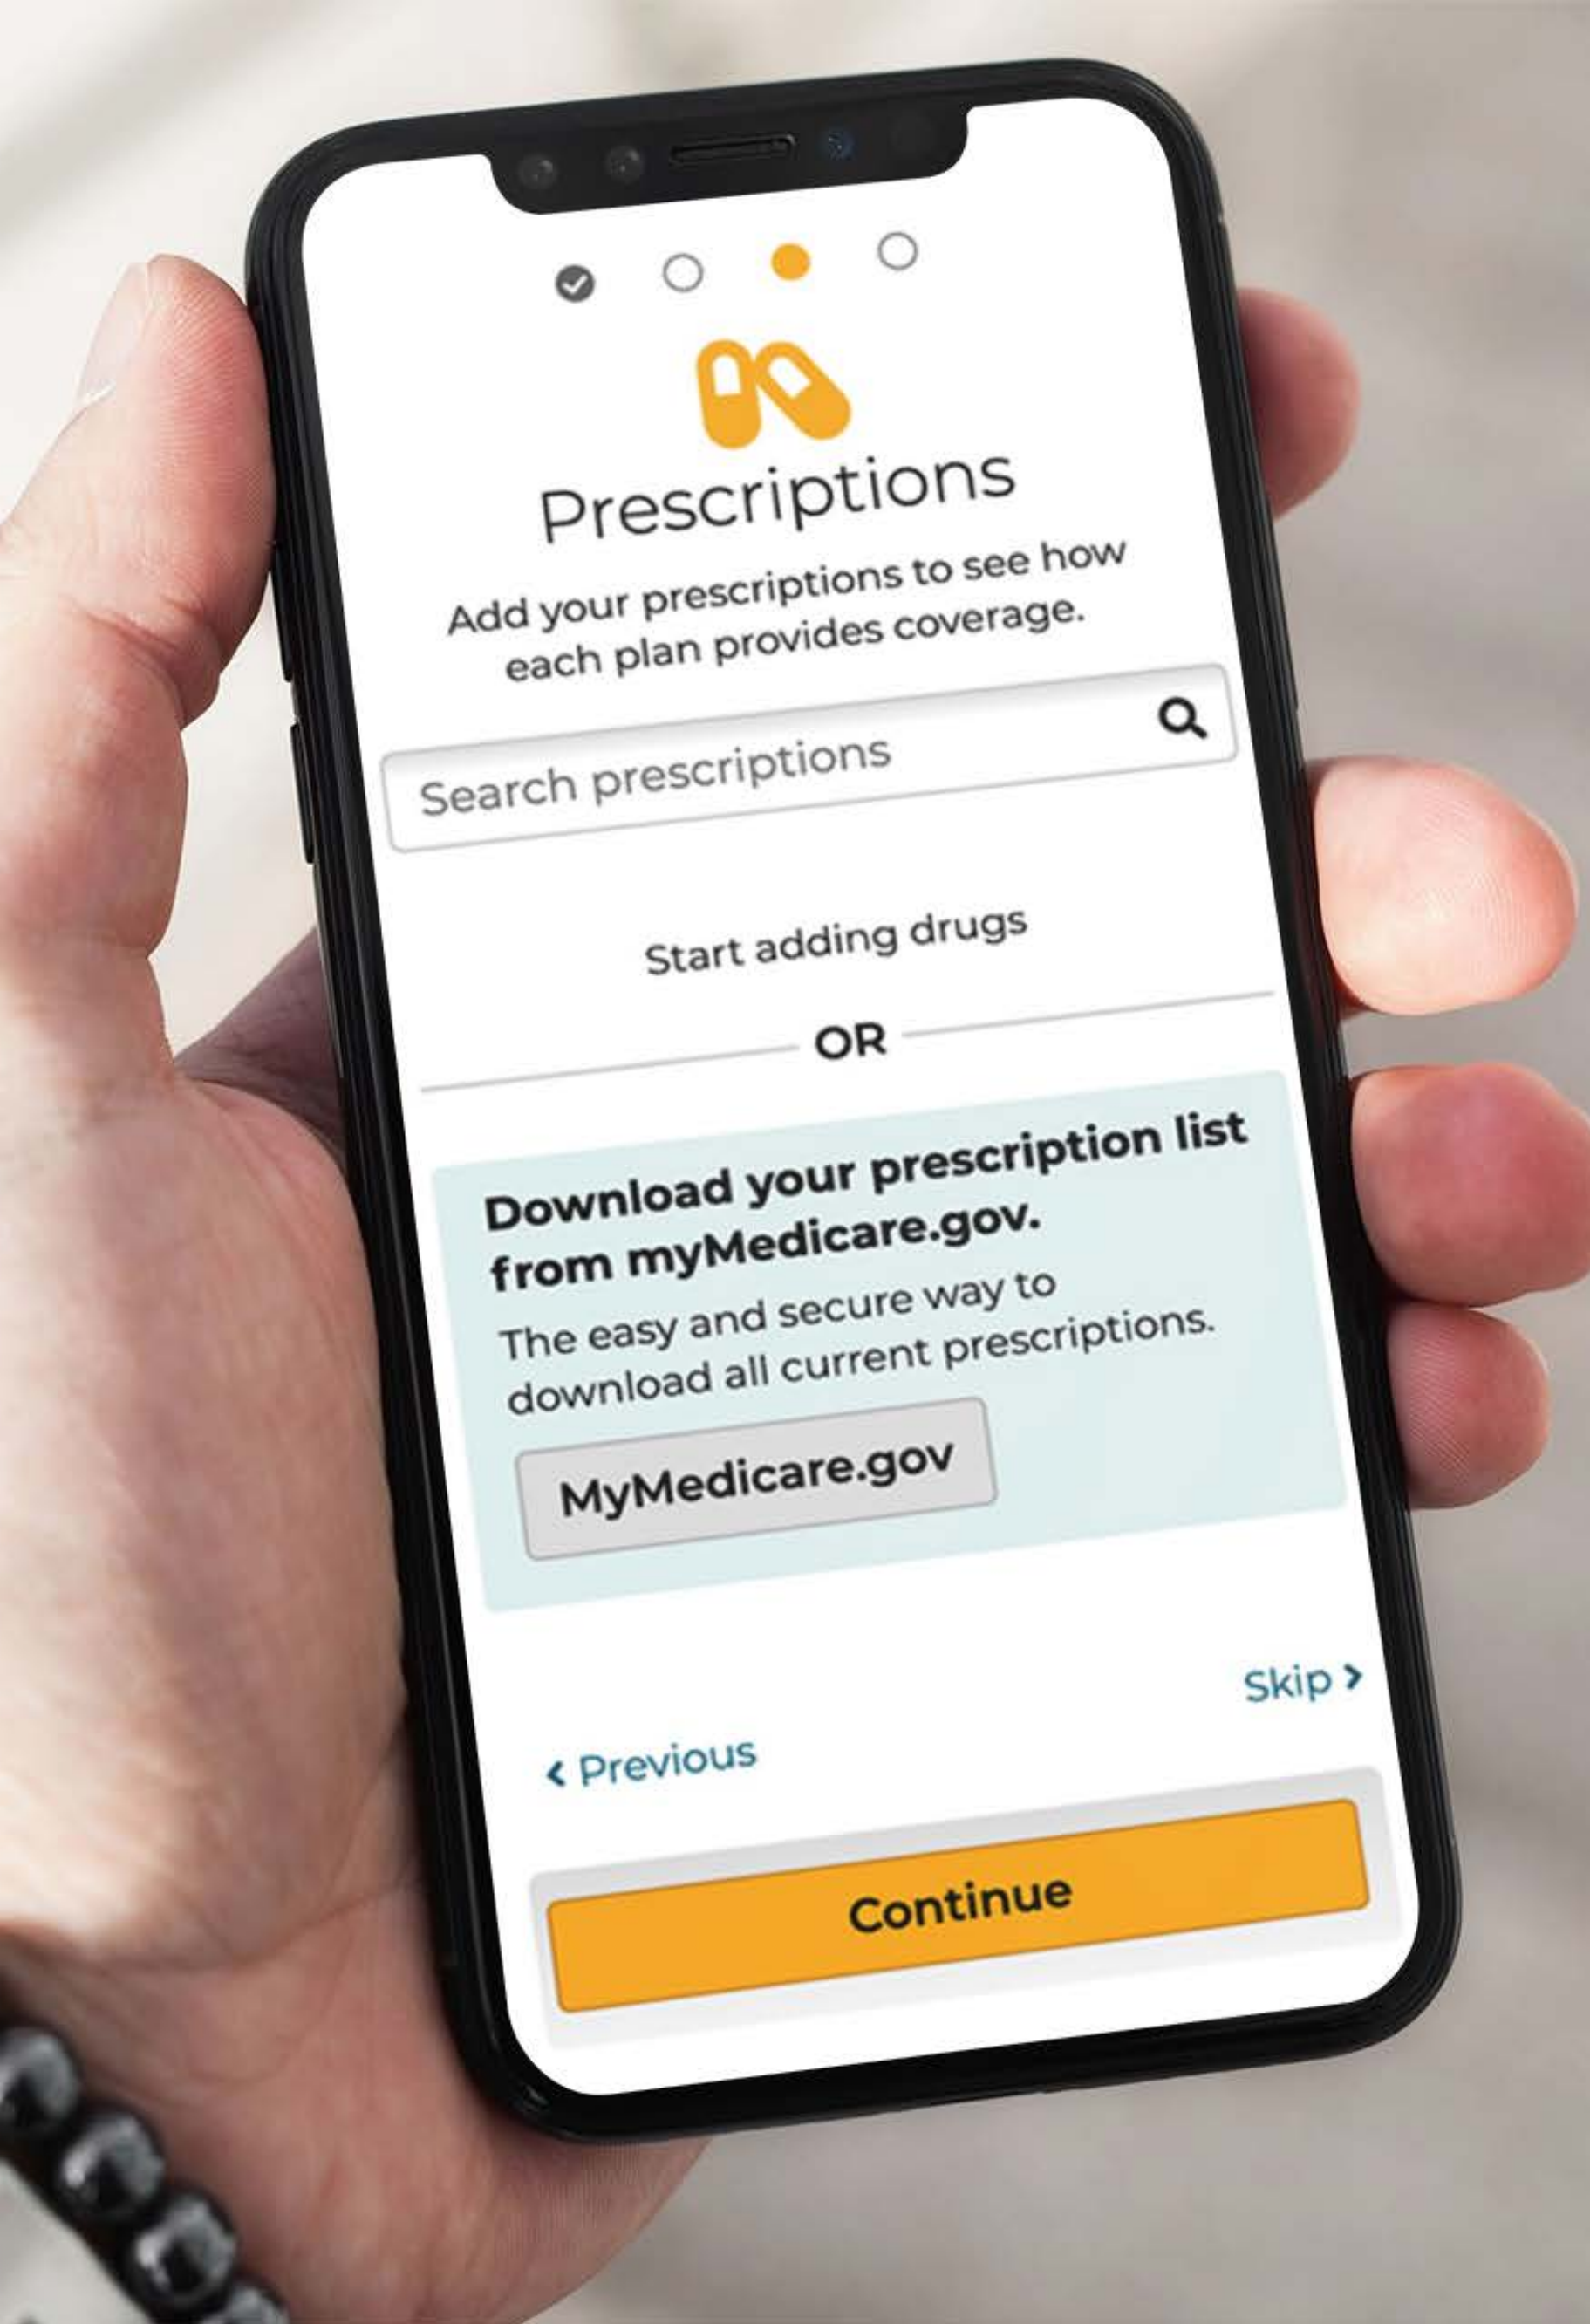 Prescriptions
Add your prescriptions to see how
each plan provides coverage.
Search prescriptions
Start adding drugs
OR
Download your prescription list
from myMedicare.gov.
The easy and secure way to
download all current prescriptions.
MyMedicare.gov
Skip >
< Previous
Continue